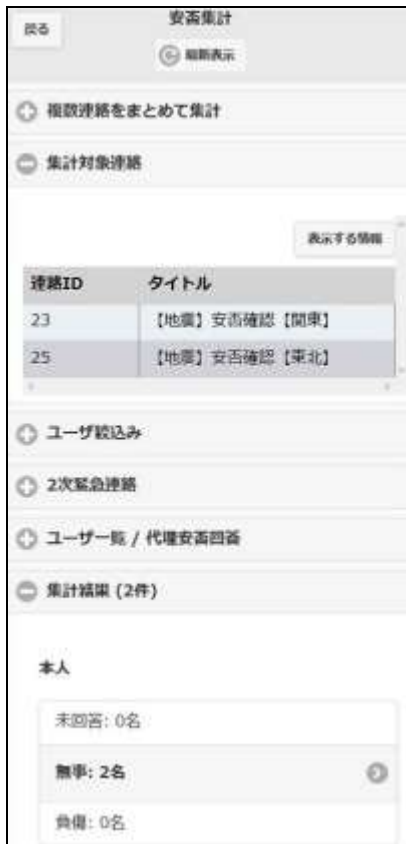 戻る
安否集計
最新表示
複数連絡をまとめて集計
集計対象連絡
表示する情報
連絡ID タイトル
23 【地震】安否確認【関東】
25 【地震】安否確認【東北】
ユーザ絞込み
2次緊急連絡
ユーザ一覧 / 代理安否回答
集計結果 (2件)
本人
未回答: 0名
無事: 2名
負傷: 0名